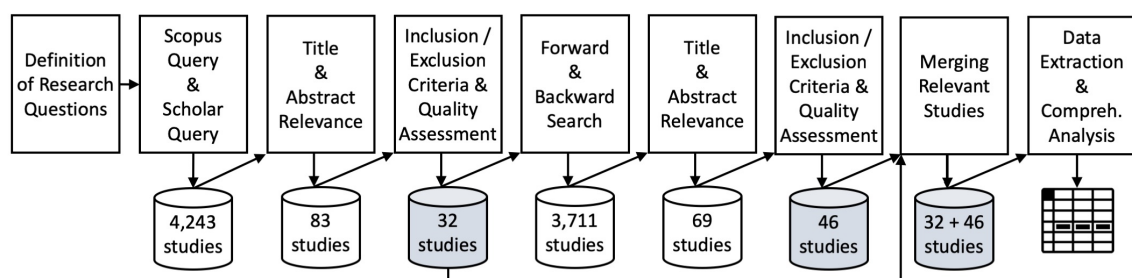 Definition
of Research
Questions
Scopus
Query
&
Scholar
Query
Title
&
Abstract
Relevance
Inclusion /
Exclusion
Criteria &
Quality
Assessment
Forward
&
Backward
Search
Title
&
Abstract
Relevance
Inclusion /
Exclusion
Criteria &
Quality
Assessment
Merging
Relevant
Studies
Data
Extraction
&
Compreh.
Analysis
4,243
studies
83
studies
32
studies
3,711
studies
69
studies
46
studies
32 + 46
studies